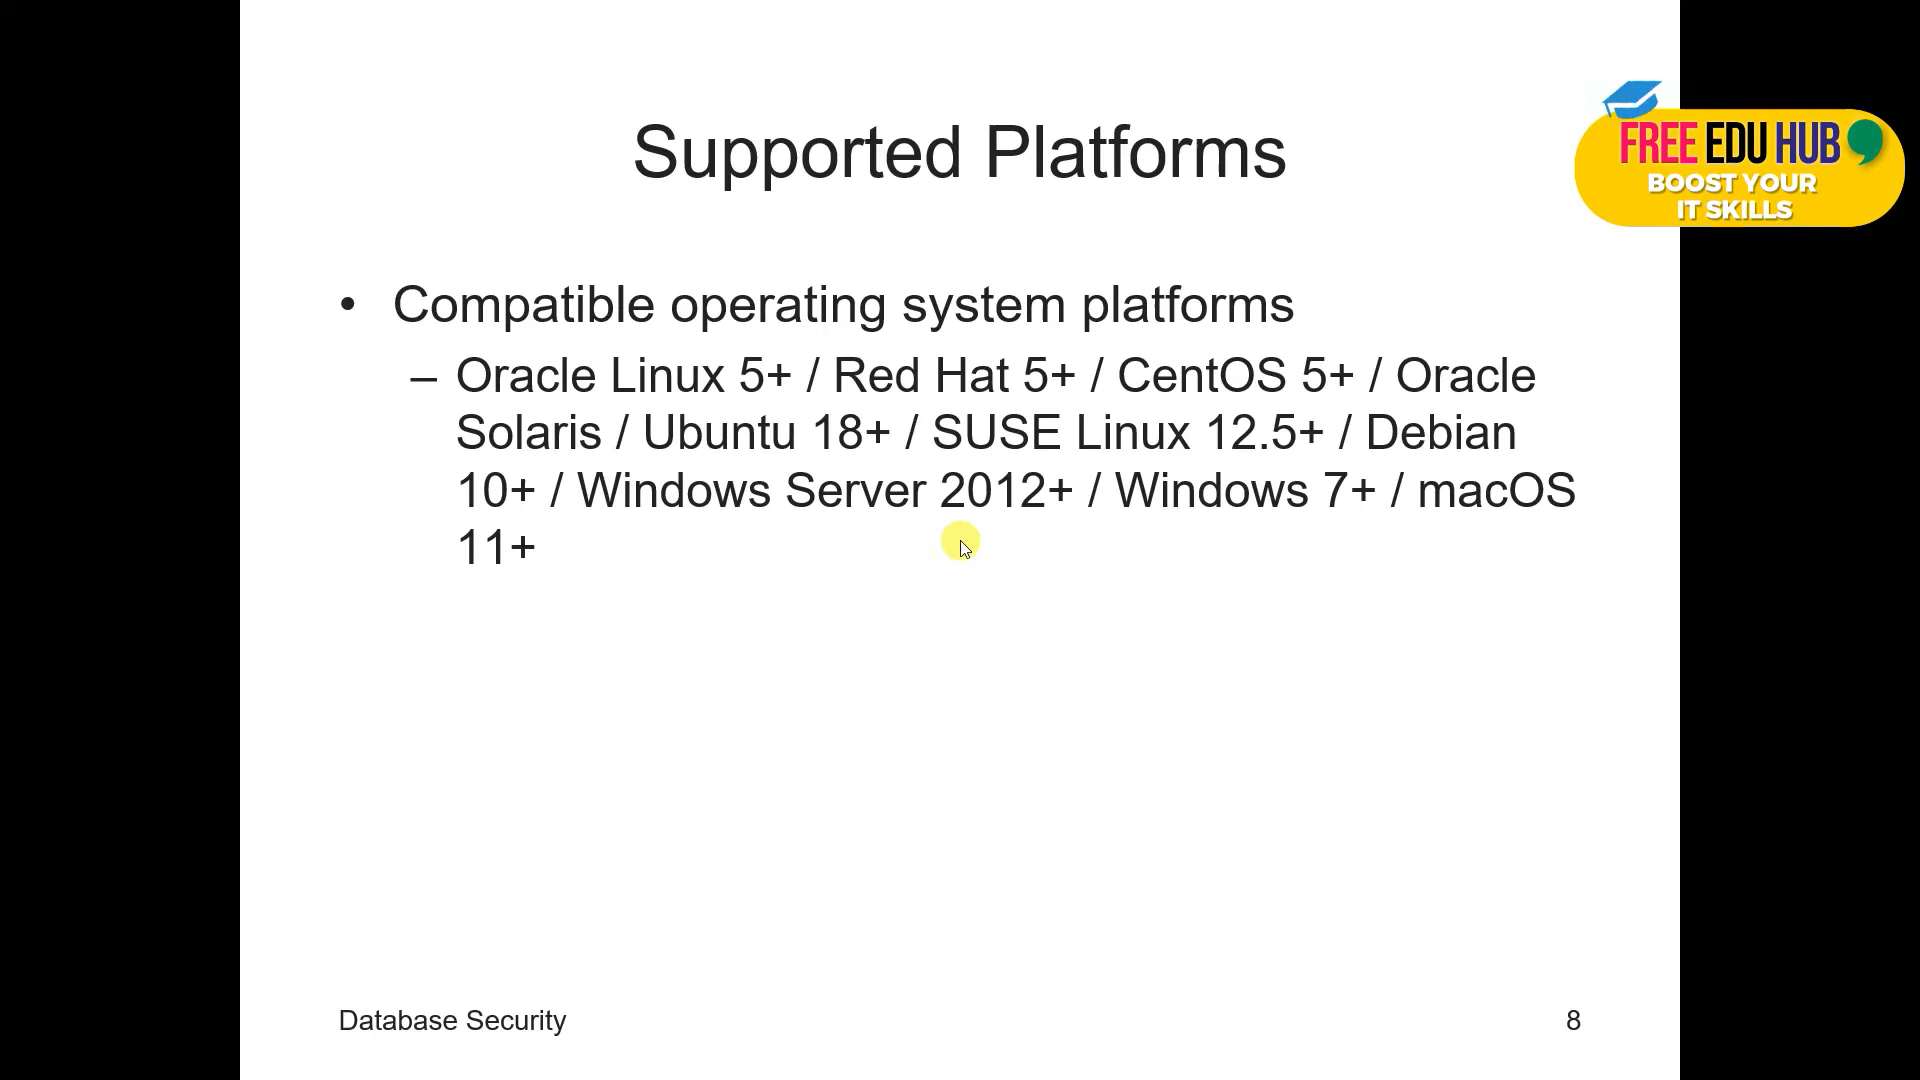 Supported Platforms
FREE EDU HUB
BOOST YOUR
IT SKILLS
• Compatible operating system platforms
– Oracle Linux 5+ / Red Hat 5+ / CentOS 5+ / Oracle
Solaris / Ubuntu 18+ / SUSE Linux 12.5+ / Debian
10+ / Windows Server 2012+ / Windows 7+ / macOS
11+
Database Security
8